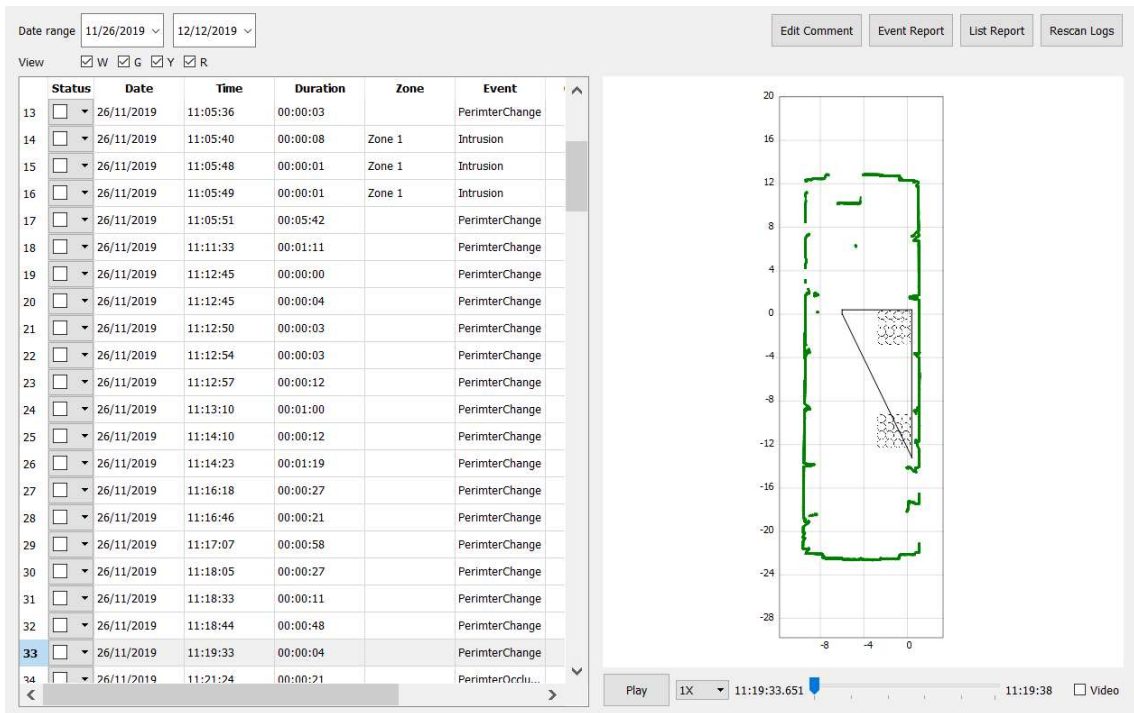 Date range 11/26/2019 12/12/2019 Edit Comment Event Report List Report Rescan Logs
View W G Y R
Status Date Time Duration Zone Event
13 26/11/2019 11:05:36 00:00:03 PerimterChange
14 26/11/2019 11:05:40 00:00:08 Zone 1 Intrusion
15 26/11/2019 11:05:48 00:00:01 Zone 1 Intrusion
16 26/11/2019 11:05:49 00:00:01 Zone 1 Intrusion
17 26/11/2019 11:05:51 00:05:42 PerimterChange
18 26/11/2019 11:11:33 00:01:11 PerimterChange
19 26/11/2019 11:12:45 00:00:00 PerimterChange
20 26/11/2019 11:12:45 00:00:04 PerimterChange
21 26/11/2019 11:12:50 00:00:03 PerimterChange
22 26/11/2019 11:12:54 00:00:03 PerimterChange
23 26/11/2019 11:12:57 00:00:12 PerimterChange
24 26/11/2019 11:13:10 00:01:00 PerimterChange
25 26/11/2019 11:14:10 00:00:12 PerimterChange
26 26/11/2019 11:14:23 00:01:19 PerimterChange
27 26/11/2019 11:16:18 00:00:27 PerimterChange
28 26/11/2019 11:16:46 00:00:21 PerimterChange
29 26/11/2019 11:17:07 00:00:58 PerimterChange
30 26/11/2019 11:18:05 00:00:27 PerimterChange
31 26/11/2019 11:18:33 00:00:11 PerimterChange
32 26/11/2019 11:18:44 00:00:48 PerimterChange
33 26/11/2019 11:19:33 00:00:04 PerimterChange
34 26/11/2019 11:21:24 00:00:21 PerimterOcclu...
20
16
12
8
4
0
-4
-8
-12
-16
-20
-24
-28
-8 -4 0
Play 1X 11:19:33.651 11:19:38 Video